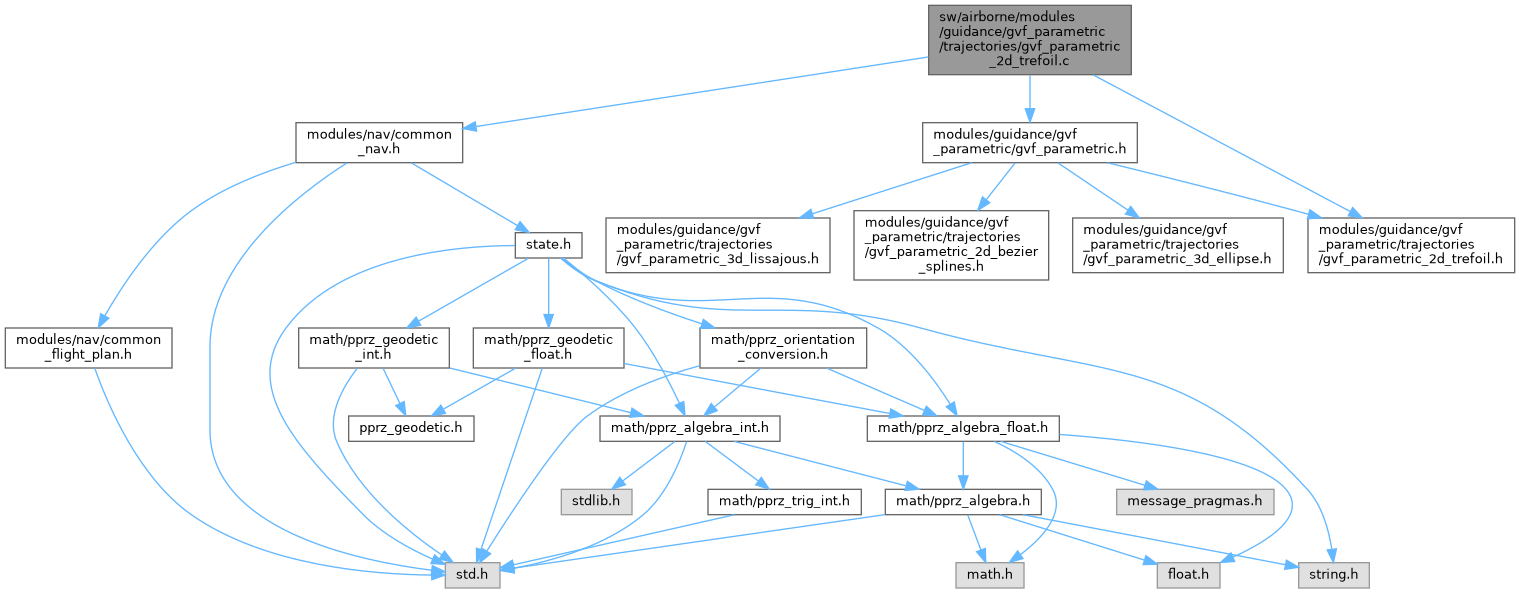 sw/airborne/modules
/guidance/gvf_parametric
/trajectories/gvf_parametric
_2d_trefoil.c
modules/nav/common
_nav.h
modules/guidance/gvf
_parametric/gvf_parametric.h
modules/guidance/gvf
_parametric/trajectories
/gvf_parametric_3d_lissajous.h
modules/guidance/gvf
_parametric/trajectories
/gvf_parametric_2d_bezier
_splines.h
modules/guidance/gvf
_parametric/trajectories
/gvf_parametric_3d_ellipse.h
modules/guidance/gvf
_parametric/trajectories
/gvf_parametric_2d_trefoil.h
state.h
modules/nav/common
_flight_plan.h
math/pprz_geodetic
_int.h
math/pprz_geodetic
_float.h
math/pprz_orientation
_conversion.h
pprz_geodetic.h
math/pprz_algebra_int.h
math/pprz_algebra_float.h
stdlib.h
math/pprz_trig_int.h
math/pprz_algebra.h
message_pragmas.h
std.h
math.h
float.h
string.h